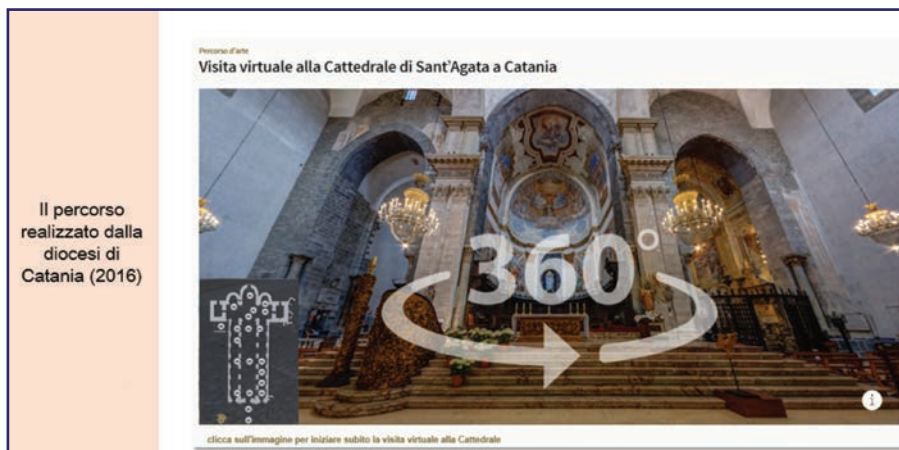 Il percorso
realizzato dalla
diocesi di
Catania (2016)
Percorso d'arte
Visita virtuale alla Cattedrale di Sant'Agata a Catania
360°
i
clicca sull'immagine per iniziare subito la visita virtuale alla Cattedrale